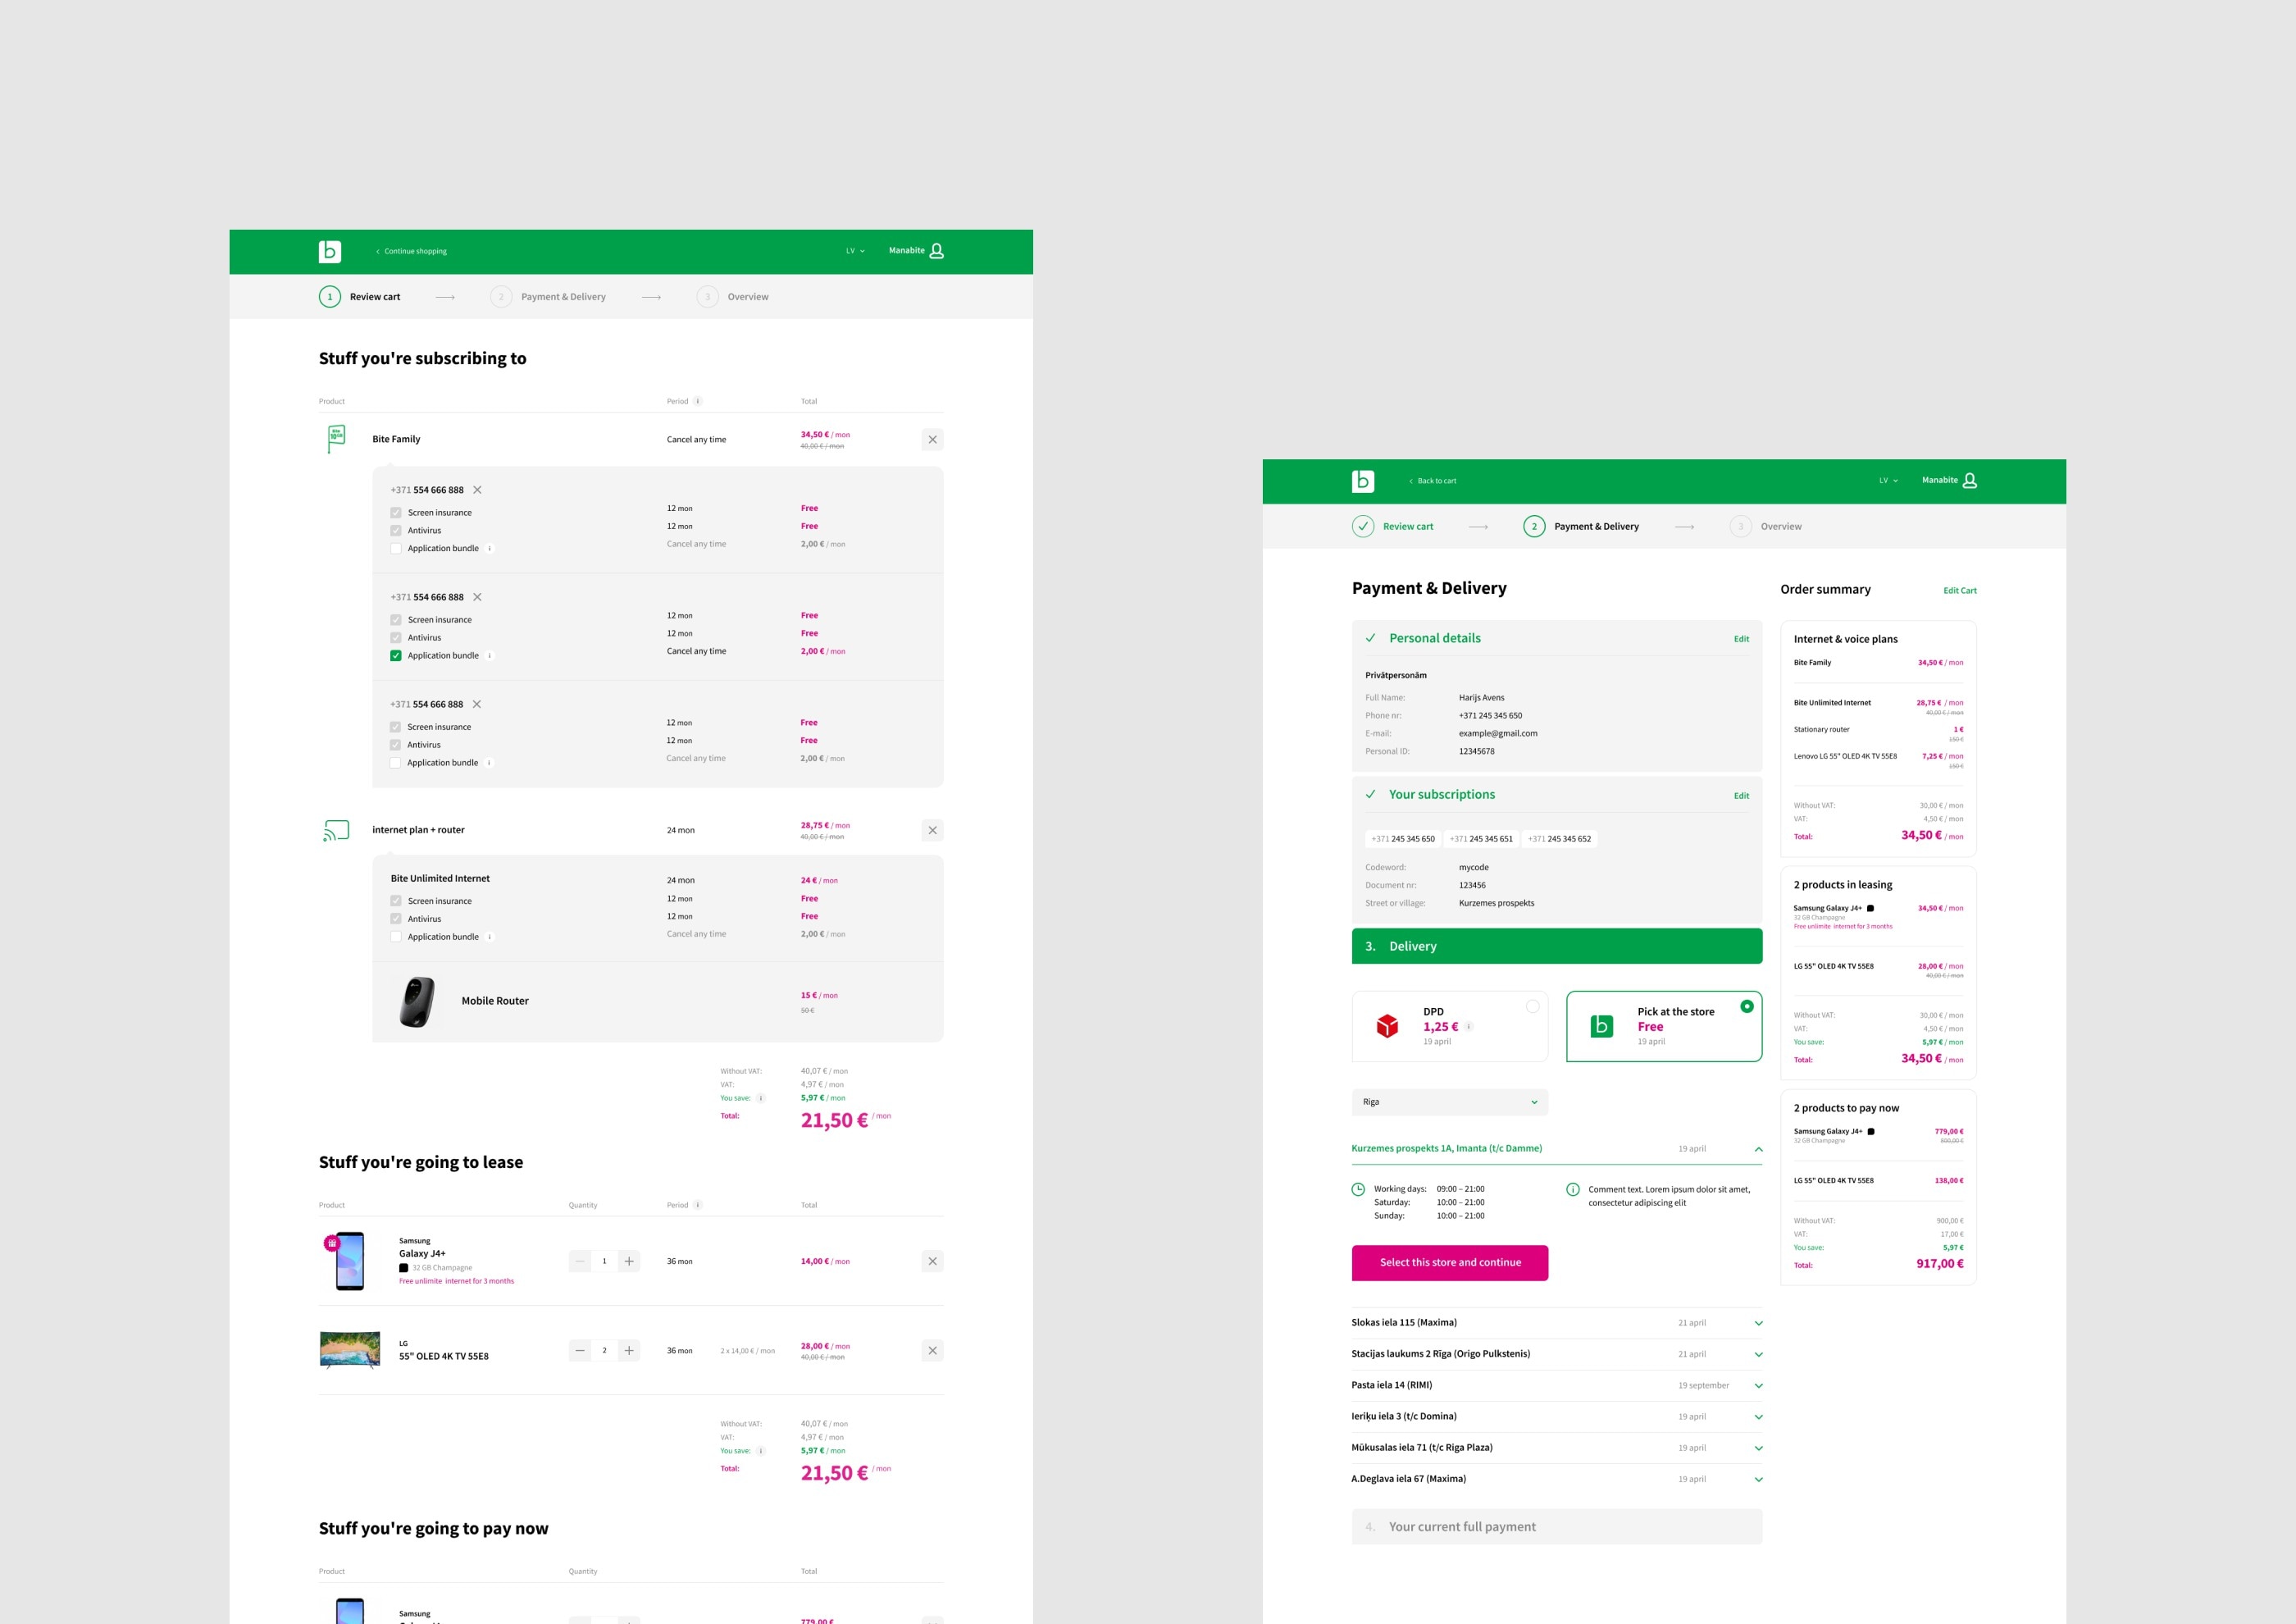 b
Continue shopping
LV
Manabite
1 Review cart
2 Payment & Delivery
3 Overview
Stuff you're subscribing to
Product Period i Total
Bite Family Cancel any time 34,50 € / mon
40,00 € / mon
+371 554 666 888
Screen insurance 12 mon Free
Antivirus 12 mon Free
Application bundle i Cancel any time 2,00 € / mon
+371 554 666 888
Screen insurance 12 mon Free
Antivirus 12 mon Free
Application bundle i Cancel any time 2,00 € / mon
+371 554 666 888
Screen insurance 12 mon Free
Antivirus 12 mon Free
Application bundle i Cancel any time 2,00 € / mon
internet plan + router 24 mon 28,75 € / mon
40,00 € / mon
Bite Unlimited Internet 24 mon 24 € / mon
Screen insurance 12 mon Free
Antivirus 12 mon Free
Application bundle i Cancel any time 2,00 € / mon
Mobile Router 15 € / mon
50 €
Without VAT: 40,07 € / mon
VAT: 4,97 € / mon
You save: i 5,97 € / mon
Total: 21,50 € / mon
Stuff you're going to lease
Product Quantity Period i Total
Samsung
Galaxy J4+ 1 36 mon 14,00 € / mon
32 GB Champagne
Free unlimite internet for 3 months
LG
55" OLED 4K TV 55E8 2 36 mon 2 x 14,00 € / mon 28,00 € / mon
40,00 € / mon
Without VAT: 40,07 € / mon
VAT: 4,97 € / mon
You save: i 5,97 € / mon
Total: 21,50 € / mon
Stuff you're going to pay now
Product Quantity Total
Samsung
779,00 €
b
Back to cart
LV
Manabite
Review cart
2 Payment & Delivery
3 Overview
Payment & Delivery
Personal details Edit
Privātpersonām
Full Name: Harijs Avens
Phone nr: +371 245 345 650
E-mail: example@gmail.com
Personal ID: 12345678
Your subscriptions Edit
+371 245 345 650 +371 245 345 651 +371 245 345 652
Codeword: mycode
Document nr: 123456
Street or village: Kurzemes prospekts
3. Delivery
DPD
1,25 € i
19 april
b
Pick at the store
Free
19 april
Riga
Kurzemes prospekts 1A, Imanta (t/c Damme) 19 april
Working days: 09:00 – 21:00
Saturday: 10:00 – 21:00
Sunday: 10:00 – 21:00
Comment text. Lorem ipsum dolor sit amet,
consectetur adipiscing elit
Select this store and continue
Slokas iela 115 (Maxima) 21 april
Stacijas laukums 2 Rīga (Origo Pulkstenis) 21 april
Pasta iela 14 (RIMI) 19 september
Ieriķu iela 3 (t/c Domina) 19 april
Mūkusalas iela 71 (t/c Riga Plaza) 19 april
A.Deglava iela 67 (Maxima) 19 april
4. Your current full payment
Order summary Edit Cart
Internet & voice plans
Bite Family 34,50 € / mon
Bite Unlimited Internet 28,75 € / mon
40,00 € / mon
Stationary router 1 €
150 €
Lenovo LG 55" OLED 4K TV 55E8 7,25 € / mon
150 €
Without VAT: 30,00 € / mon
VAT: 4,50 € / mon
Total: 34,50 € / mon
2 products in leasing
Samsung Galaxy J4+ 34,50 € / mon
32 GB Champagne
Free unlimite internet for 3 months
LG 55" OLED 4K TV 55E8 28,00 € / mon
40,00 € / mon
Without VAT: 30,00 € / mon
VAT: 4,50 € / mon
You save: 5,97 € / mon
Total: 34,50 € / mon
2 products to pay now
Samsung Galaxy J4+ 779,00 €
32 GB Champagne 800,00 €
LG 55" OLED 4K TV 55E8 138,00 €
Without VAT: 900,00 €
VAT: 17,00 €
You save: 5,97 €
Total: 917,00 €